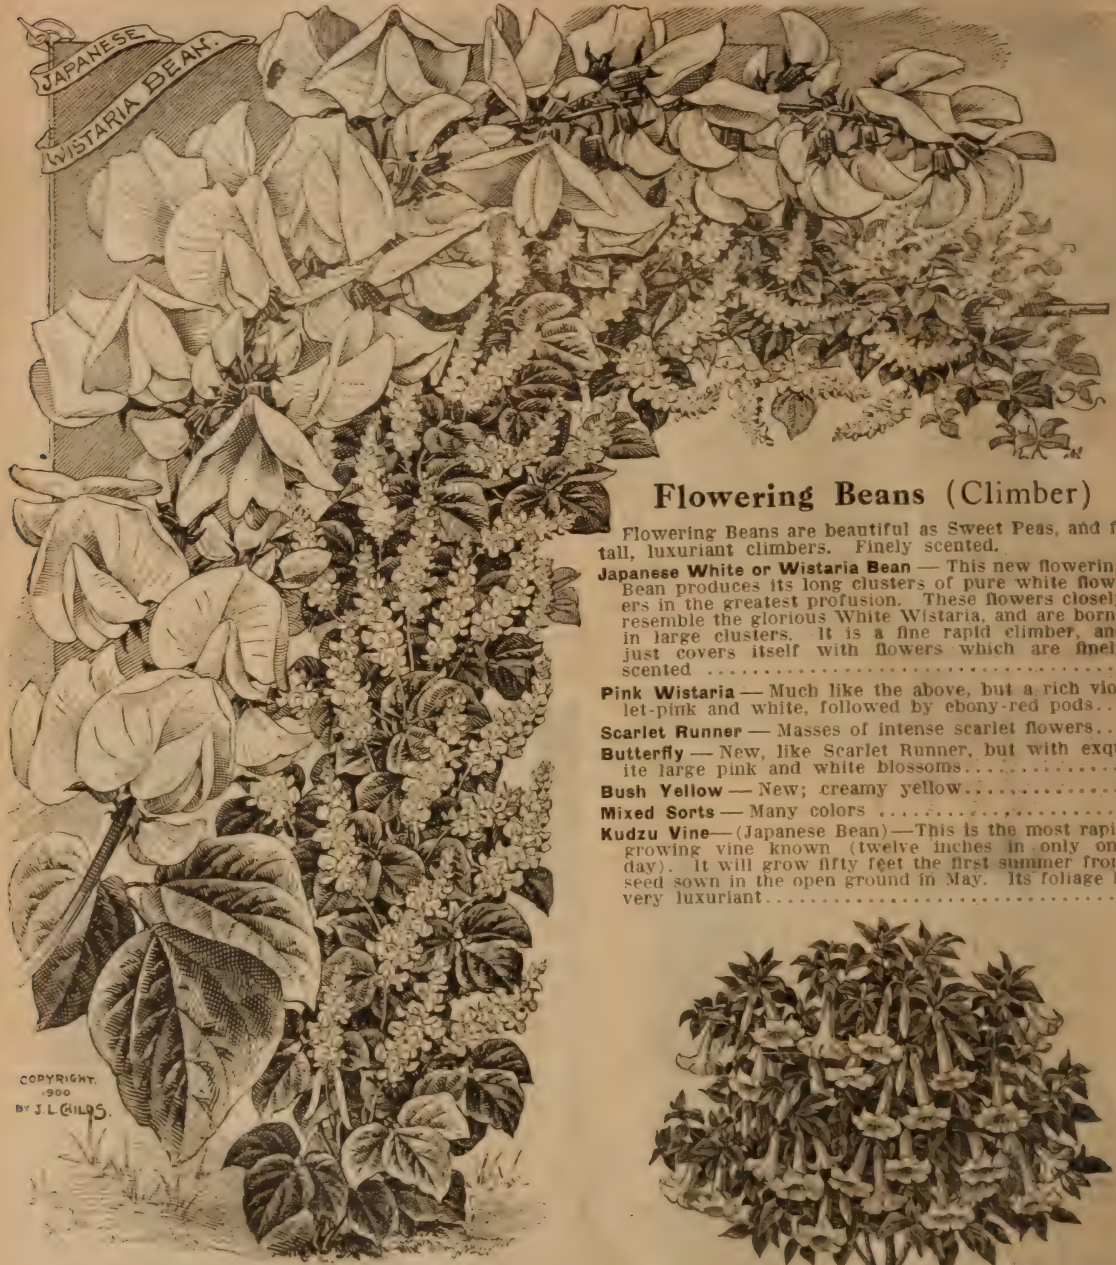 JAPANESE
WISTARIA BEAN.
Flowering Beans (Climber)
Flowering Beans are beautiful as Sweet Peas, and f
tall, luxuriant climbers. Finely scented.
Japanese White or Wistaria Bean — This new flowerin
Bean produces its long clusters of pure white flow-
ers in the greatest profusion. These flowers closel
resemble the glorious White Wistaria, and are born
in large clusters. It is a fine rapid climber, an
just covers itself with flowers which are finel
scented ........................................
Pink Wistaria — Much like the above, but a rich vio-
let-pink and white, followed by ebony-red pods..
Scarlet Runner — Masses of intense scarlet flowers..
Butterfly — New, like Scarlet Runner, but with exqu
ite large pink and white blossoms..............
Bush Yellow — New; creamy yellow..............
Mixed Sorts — Many colors ......................
Kudzu Vine—(Japanese Bean)—This is the most rapi
growing vine known (twelve inches in only on
day). It will grow fifty feet the first summer fro
seed sown in the open ground in May. Its foliage
very luxuriant..................................
COPYRIGHT.
1900
BY J. L. CHILDS.